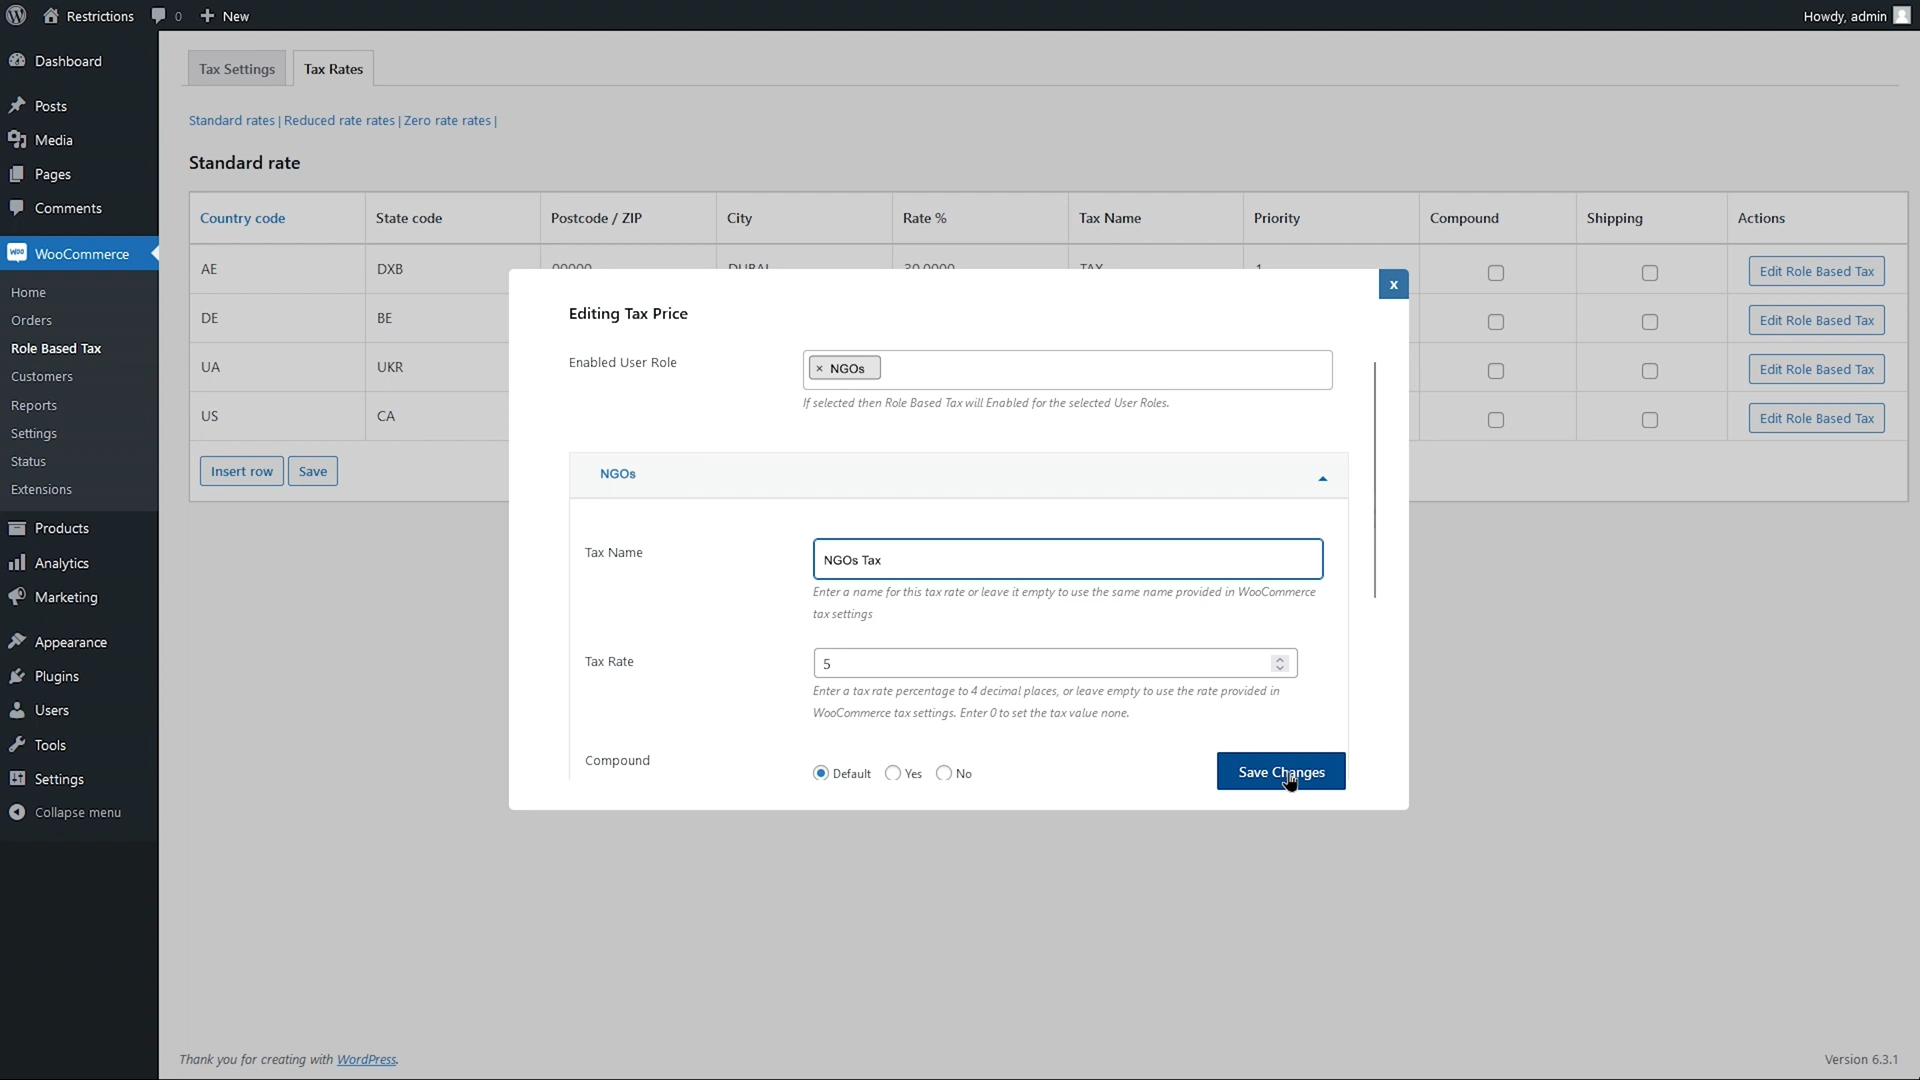 Restrictions 0 New Howdy, admin
Dashboard
Posts
Media
Pages
Comments
WooCommerce
Home
Orders
Role Based Tax
Customers
Reports
Settings
Status
Extensions
Products
Analytics
Marketing
Appearance
Plugins
Users
Tools
Settings
Collapse menu
Tax Settings Tax Rates
Standard rates | Reduced rate rates | Zero rate rates |
Standard rate
Country code State code Postcode / ZIP City Rate % Tax Name Priority Compound Shipping Actions
AE DXB 00000 DUBAI 30.0000 TAX 1 Edit Role Based Tax
DE BE Edit Role Based Tax
UA UKR Edit Role Based Tax
US CA Edit Role Based Tax
Insert row Save
x
Editing Tax Price
Enabled User Role × NGOs
If selected then Role Based Tax will Enabled for the selected User Roles.
NGOs
Tax Name NGOs Tax
Enter a name for this tax rate or leave it empty to use the same name provided in WooCommerce
tax settings
Tax Rate 5
Enter a tax rate percentage to 4 decimal places, or leave empty to use the rate provided in
WooCommerce tax settings. Enter 0 to set the tax value none.
Compound Default Yes No
Save Changes
Thank you for creating with WordPress. Version 6.3.1